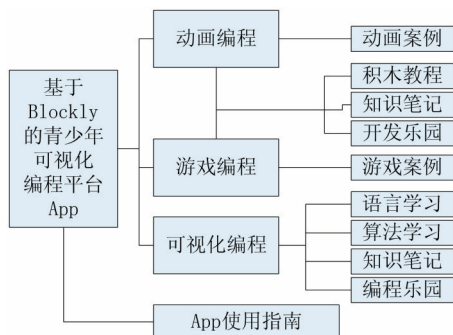 基于
Blockly
的青少年
可视化
编程平台
App
动画编程
游戏编程
可视化编程
App使用指南
动画案例
积木教程
知识笔记
开发乐园
游戏案例
语言学习
算法学习
知识笔记
编程乐园